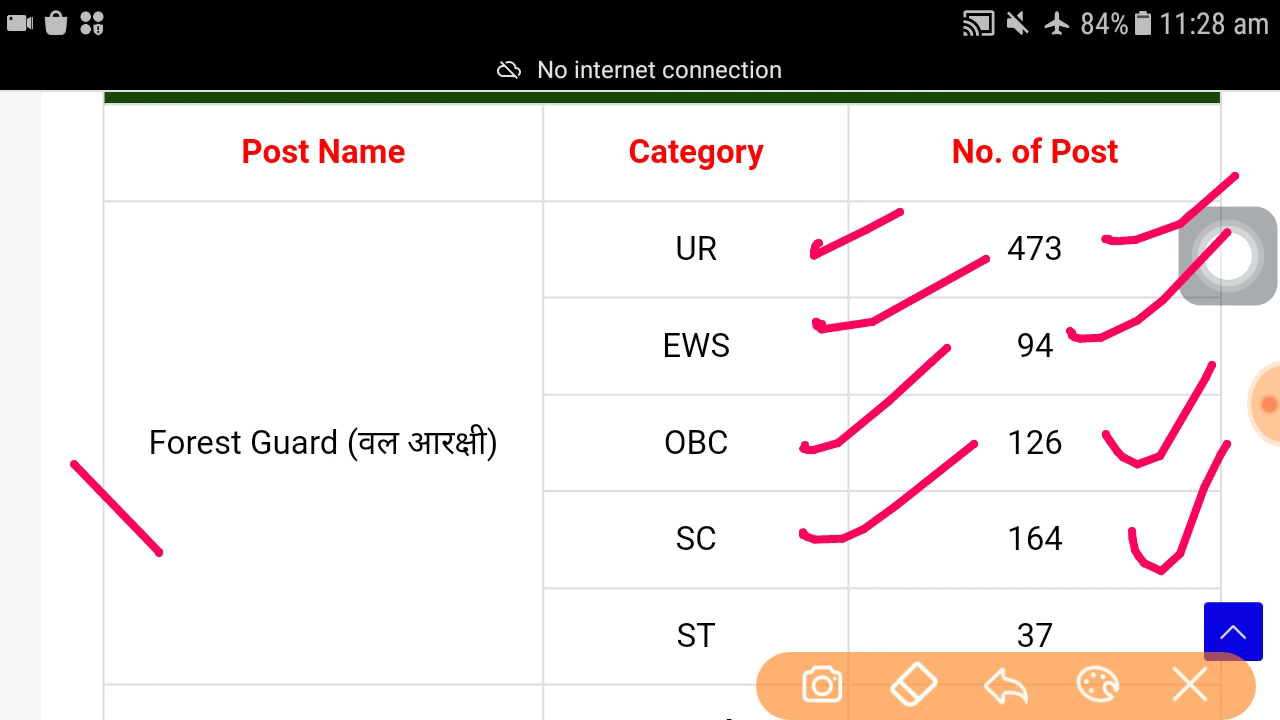 84% 11:28 am
No internet connection
Post Name Category No. of Post
UR 473
EWS 94
Forest Guard (वल आरक्षी) OBC 126
SC 164
ST 37